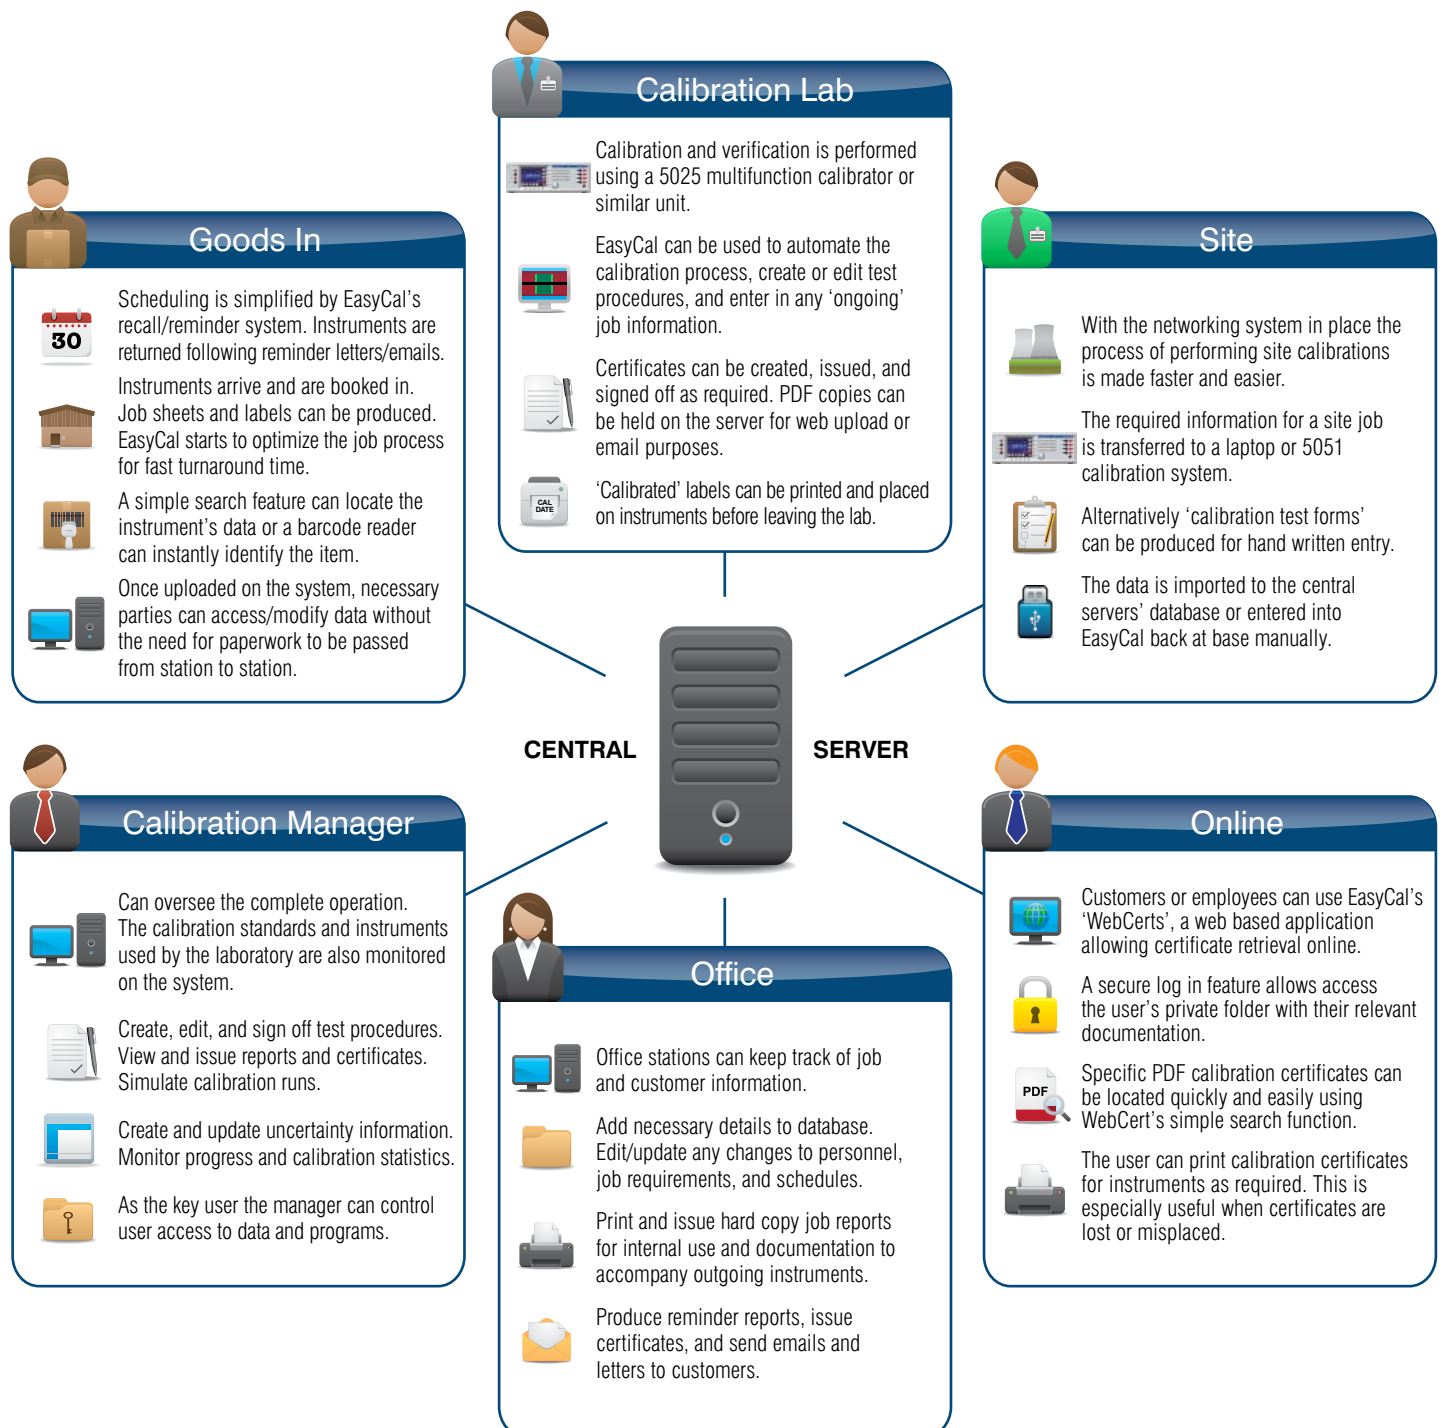 Calibration Lab
Calibration and verification is performed
using a 5025 multifunction calibrator or
similar unit.
EasyCal can be used to automate the
calibration process, create or edit test
procedures, and enter in any ‘ongoing’
job information.
Certificates can be created, issued, and
signed off as required. PDF copies can
be held on the server for web upload or
email purposes.
CAL
DATE
‘Calibrated’ labels can be printed and placed
on instruments before leaving the lab.
Goods In
30
Scheduling is simplified by EasyCal’s
recall/reminder system. Instruments are
returned following reminder letters/emails.
Instruments arrive and are booked in.
Job sheets and labels can be produced.
EasyCal starts to optimize the job process
for fast turnaround time.
A simple search feature can locate the
instrument’s data or a barcode reader
can instantly identify the item.
Once uploaded on the system, necessary
parties can access/modify data without
the need for paperwork to be passed
from station to station.
Site
With the networking system in place the
process of performing site calibrations
is made faster and easier.
The required information for a site job
is transferred to a laptop or 5051
calibration system.
Alternatively ‘calibration test forms’
can be produced for hand written entry.
The data is imported to the central
servers’ database or entered into
EasyCal back at base manually.
CENTRAL SERVER
Calibration Manager
Can oversee the complete operation.
The calibration standards and instruments
used by the laboratory are also monitored
on the system.
Create, edit, and sign off test procedures.
View and issue reports and certificates.
Simulate calibration runs.
Create and update uncertainty information.
Monitor progress and calibration statistics.
As the key user the manager can control
user access to data and programs.
Office
Office stations can keep track of job
and customer information.
Add necessary details to database.
Edit/update any changes to personnel,
job requirements, and schedules.
Print and issue hard copy job reports
for internal use and documentation to
accompany outgoing instruments.
Produce reminder reports, issue
certificates, and send emails and
letters to customers.
Online
Customers or employees can use EasyCal’s
‘WebCerts’, a web based application
allowing certificate retrieval online.
A secure log in feature allows access
the user’s private folder with their relevant
documentation.
PDF
Specific PDF calibration certificates can
be located quickly and easily using
WebCert’s simple search function.
The user can print calibration certificates
for instruments as required. This is
especially useful when certificates are
lost or misplaced.